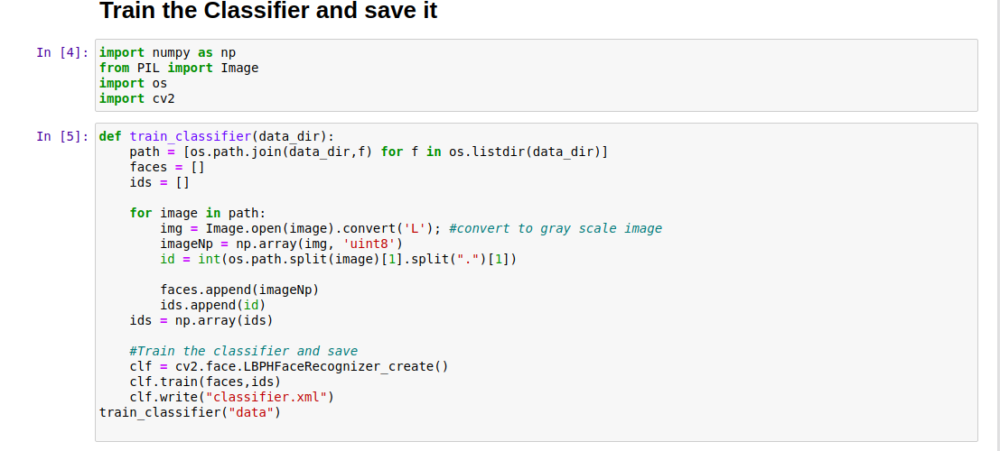 Train the Classifier and save it
In [4]: import numpy as np
from PIL import Image
import os
import cv2
In [5]: def train_classifier(data_dir):
    path = [os.path.join(data_dir,f) for f in os.listdir(data_dir)]
    faces = []
    ids = []
    for image in path:
        img = Image.open(image).convert('L'); #convert to gray scale image
        imageNp = np.array(img, 'uint8')
        id = int(os.path.split(image)[1].split(".")[1])
        faces.append(imageNp)
        ids.append(id)
    ids = np.array(ids)
    #Train the classifier and save
    clf = cv2.face.LBPHFaceRecognizer_create()
    clf.train(faces,ids)
    clf.write("classifier.xml")
train_classifier("data")